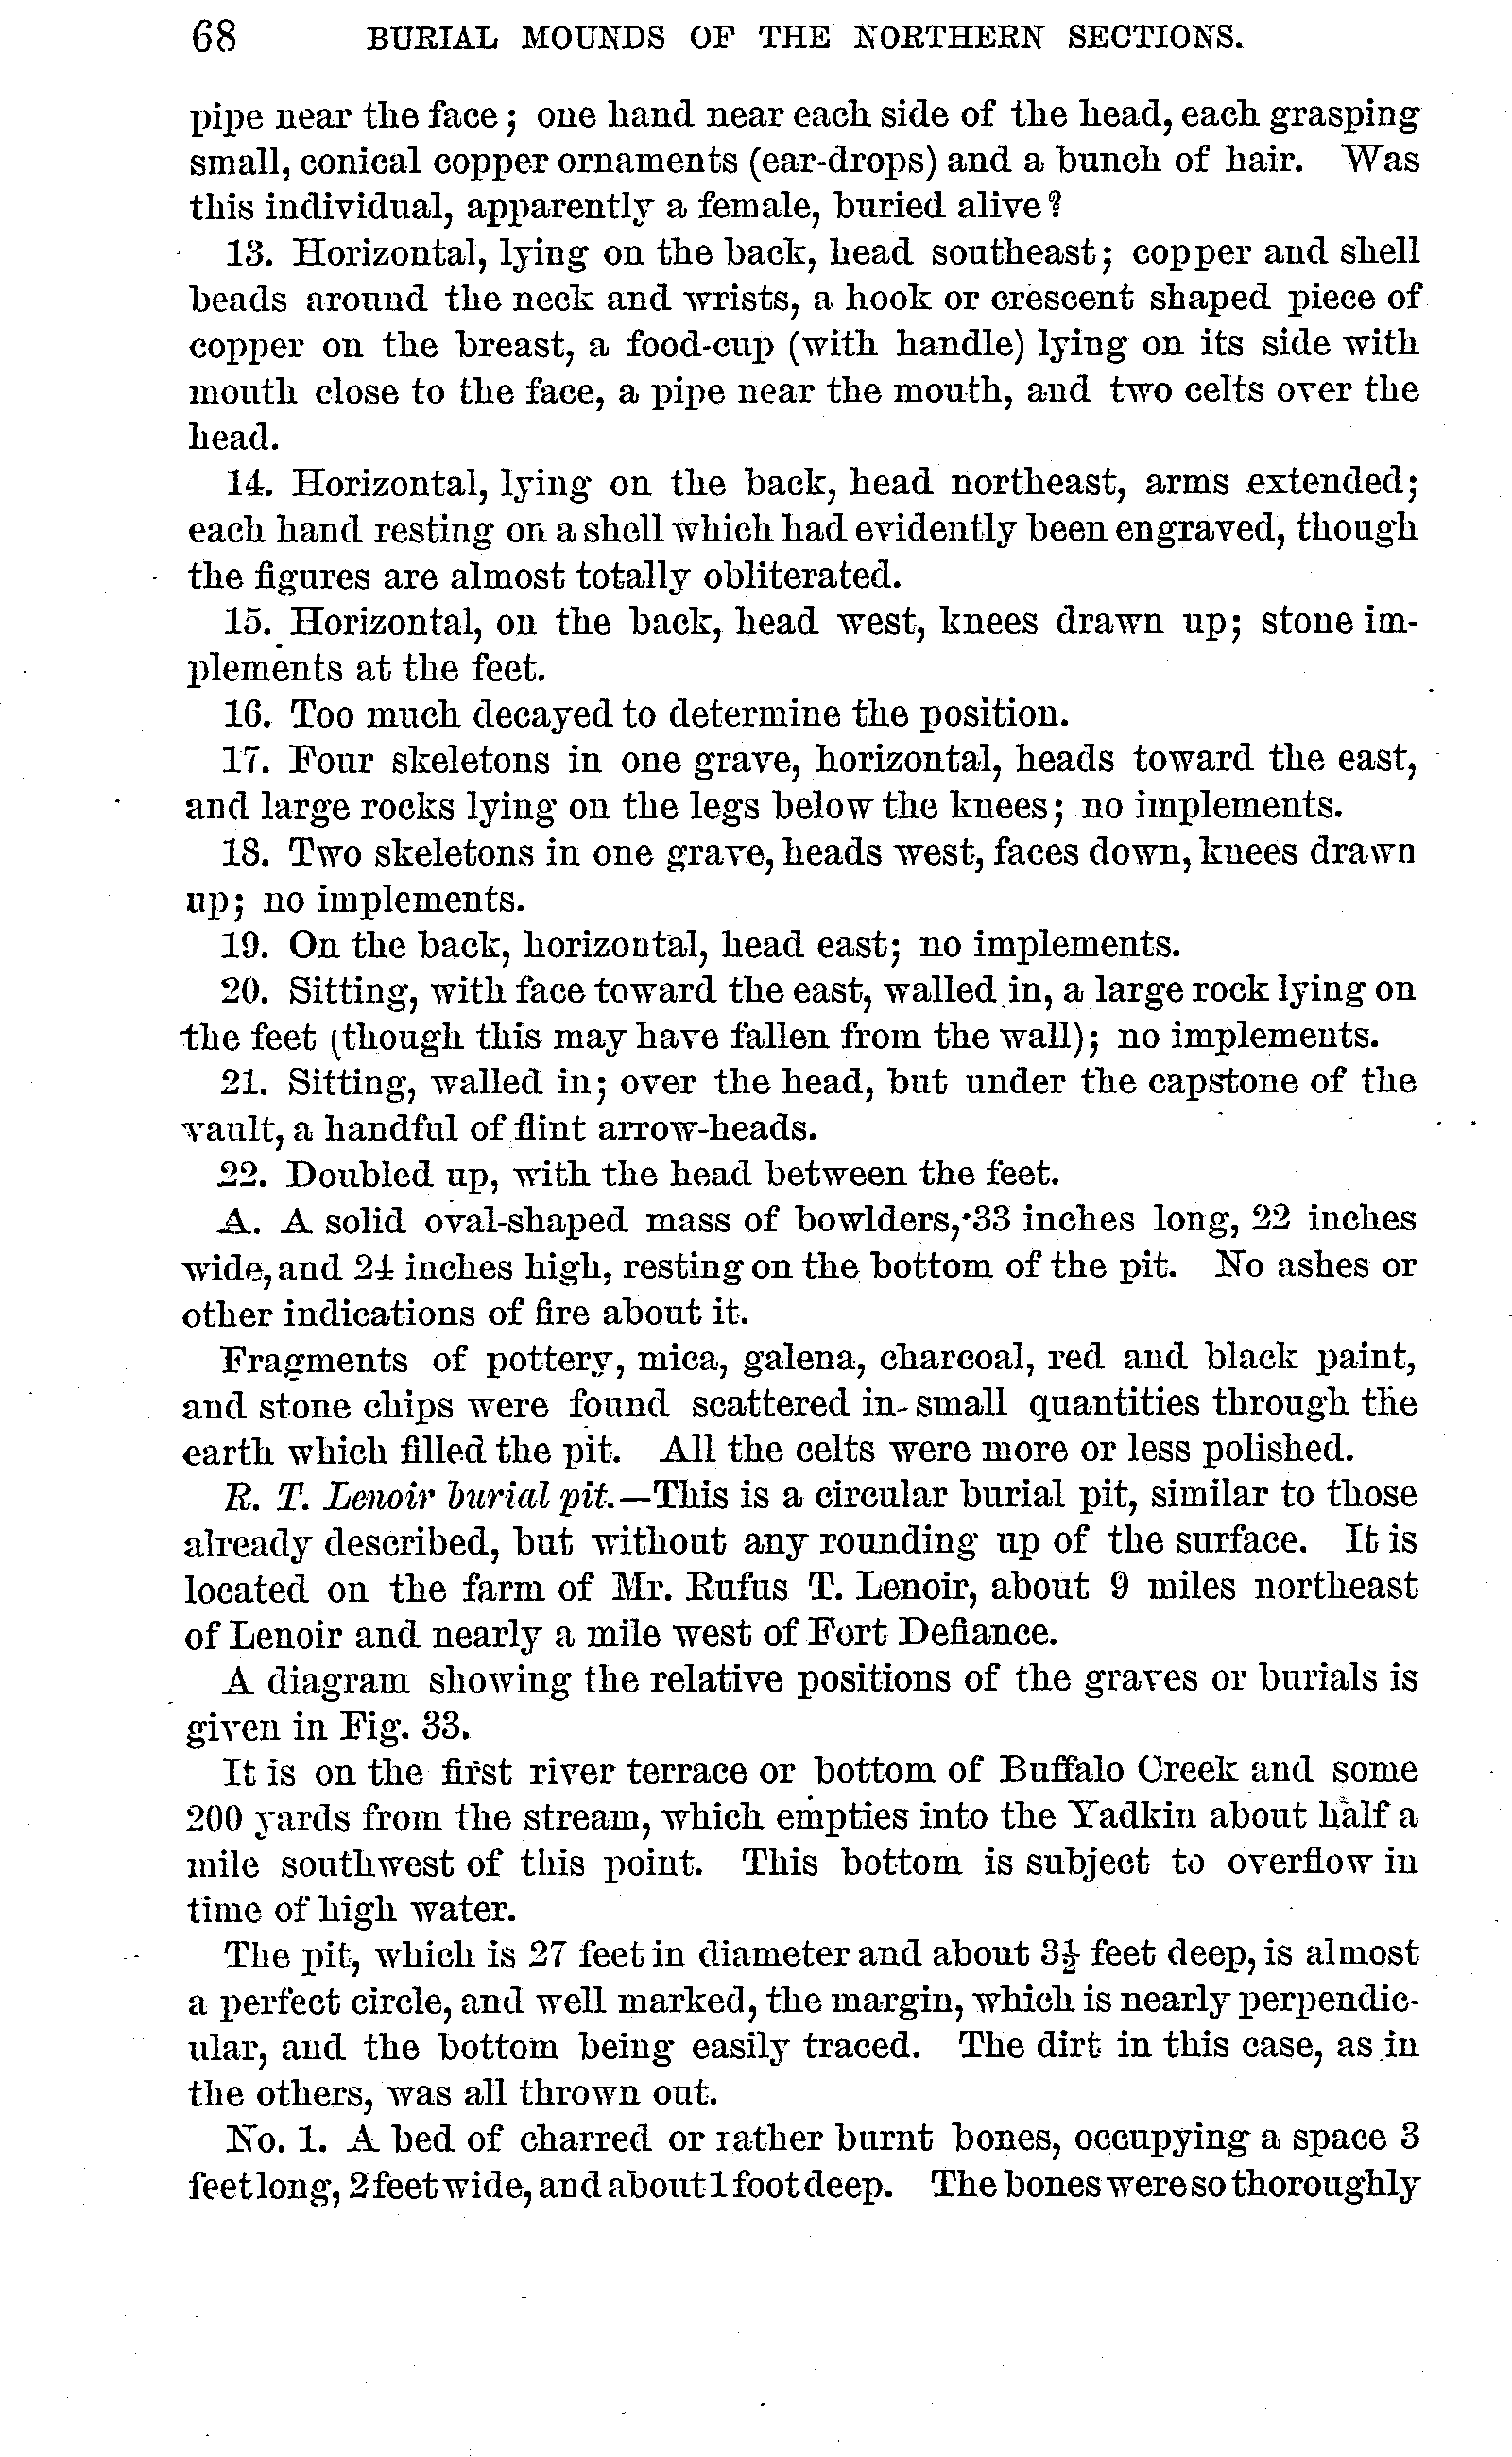 68 BURIAL MOUNDS OF THE NORTHERN SECTIONS.
pipe near the face; one hand near each side of the head, each grasping
small, conical copper ornaments (ear-drops) and a bunch of hair. Was
this individual, apparently a female, buried alive?
13. Horizontal, lying on the back, head southeast; copper and shell
beads around the neck and wrists, a hook or crescent shaped piece of
copper on the breast, a food-cup (with handle) lying on its side with
mouth close to the face, a pipe near the mouth, and two celts over the
head.
14. Horizontal, lying on the back, head northeast, arms extended;
each hand resting on a shell which had evidently been engraved, though
the figures are almost totally obliterated.
15. Horizontal, on the back, head west, knees drawn up; stone im-
plements at the feet.
16. Too much decayed to determine the position.
17. Four skeletons in one grave, horizontal, heads toward the east,
and large rocks lying on the legs below the knees; no implements.
18. Two skeletons in one grave, heads west, faces down, knees drawn
up; no implements.
19. On the back, horizontal, head east; no implements.
20. Sitting, with face toward the east, walled in, a large rock lying on
the feet (though this may have fallen from the wall); no implements.
21. Sitting, walled in; over the head, but under the capstone of the
vault, a handful of flint arrow-heads.
22. Doubled up, with the head between the feet.
A. A solid oval-shaped mass of bowlders, 33 inches long, 22 inches
wide, and 24 inches high, resting on the bottom of the pit. No ashes or
other indications of fire about it.
Fragments of pottery, mica, galena, charcoal, red and black paint,
and stone chips were found scattered in small quantities through the
earth which filled the pit. All the celts were more or less polished.
R. T. Lenoir burial pit.—This is a circular burial pit, similar to those
already described, but without any rounding up of the surface. It is
located on the farm of Mr. Rufus T. Lenoir, about 9 miles northeast
of Lenoir and nearly a mile west of Fort Defiance.
A diagram showing the relative positions of the graves or burials is
given in Fig. 33.
It is on the first river terrace or bottom of Buffalo Creek and some
200 yards from the stream, which empties into the Yadkin about half a
mile southwest of this point. This bottom is subject to overflow in
time of high water.
The pit, which is 27 feet in diameter and about 3½ feet deep, is almost
a perfect circle, and well marked, the margin, which is nearly perpendic-
ular, and the bottom being easily traced. The dirt in this case, as in
the others, was all thrown out.
No. 1. A bed of charred or rather burnt bones, occupying a space 3
feet long, 2 feet wide, and about 1 foot deep. The bones were so thoroughly